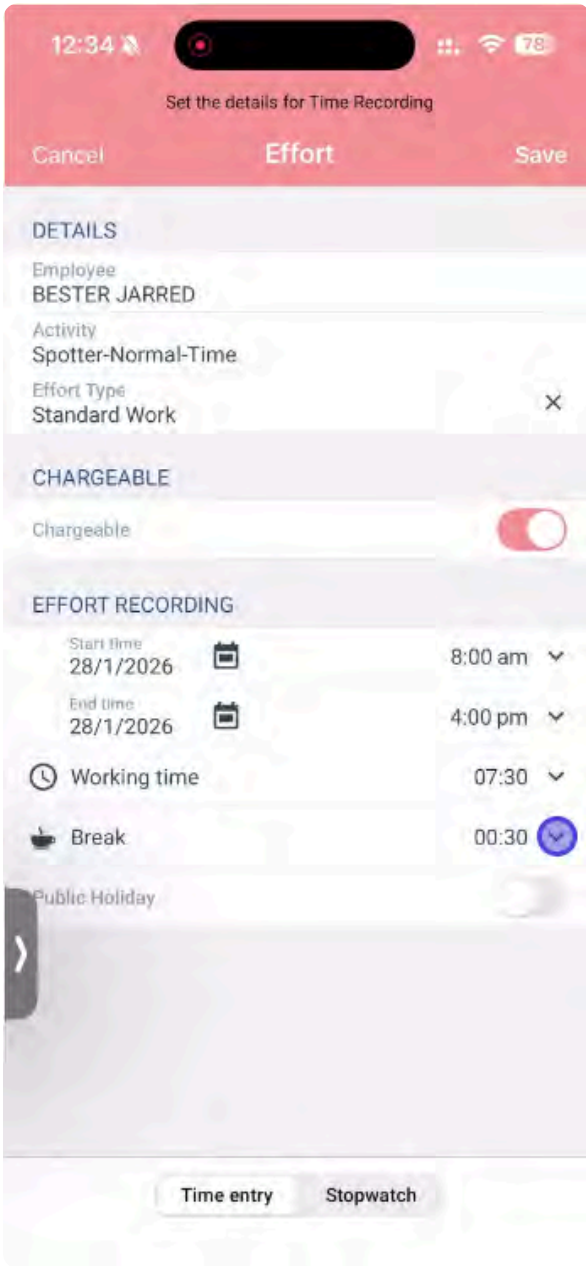 12:34
78
Set the details for Time Recording
Cancel Effort Save
DETAILS
Employee
BESTER JARRED
Activity
Spotter-Normal-Time
Effort Type
Standard Work
CHARGEABLE
Chargeable
EFFORT RECORDING
Start time
28/1/2026 8:00 am
End time
28/1/2026 4:00 pm
Working time 07:30
Break 00:30
Public Holiday
Time entry Stopwatch